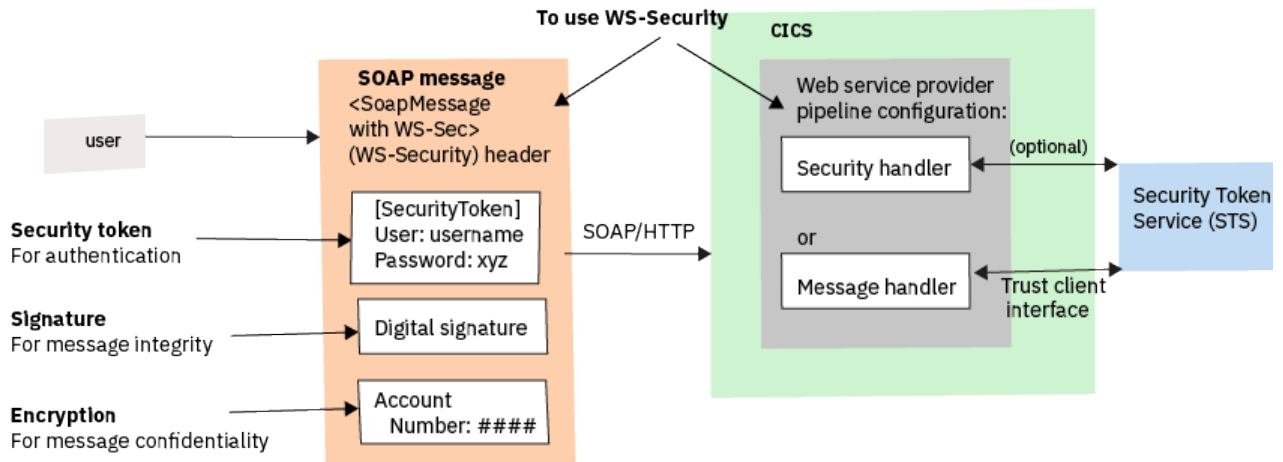 To use WS-Security
CICS
SOAP message
<SoapMessage
with WS-Sec>
(WS-Security) header
user
Web service provider
pipeline configuration:
Security handler
(optional)
Security Token
Service (STS)
or
Message handler
Trust client
interface
SOAP/HTTP
Security token
For authentication
[SecurityToken]
User: username
Password: xyz
Signature
For message integrity
Digital signature
Encryption
For message confidentiality
Account
Number: ####